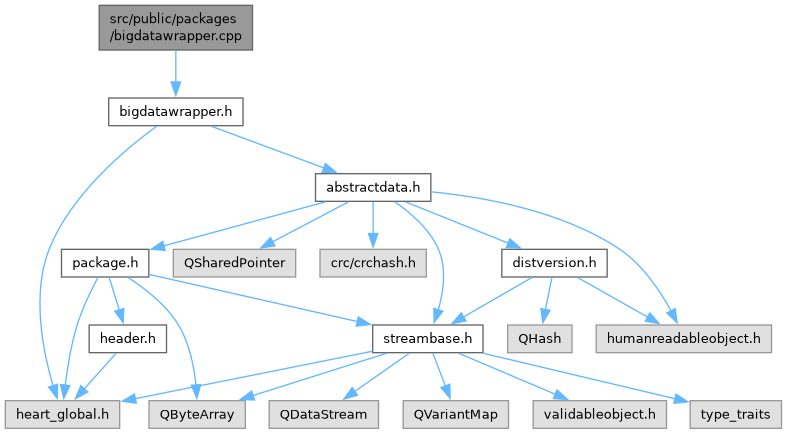 src/public/packages
/bigdatawrapper.cpp
bigdatawrapper.h
abstractdata.h
package.h
QSharedPointer
crc/crchash.h
distversion.h
header.h
streambase.h
QHash
humanreadableobject.h
heart_global.h
QByteArray
QDataStream
QVariantMap
validableobject.h
type_traits